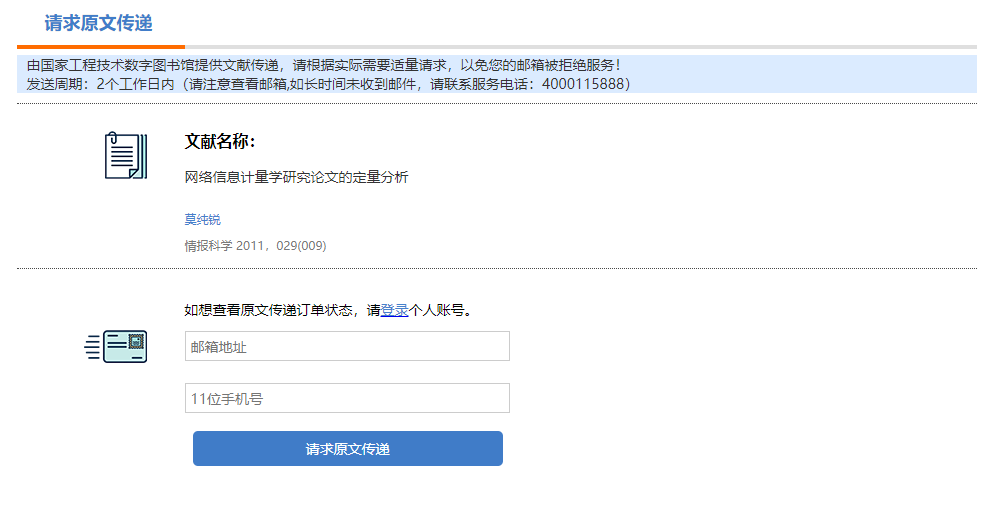 请求原文传递
由国家工程技术数字图书馆提供文献传递，请根据实际需要适量请求，以免您的邮箱被拒绝服务！
发送周期：2个工作日内（请注意查看邮箱,如长时间未收到邮件，请联系服务电话：4000115888）
文献名称：
网络信息计量学研究论文的定量分析
莫纯锐
情报科学 2011，029(009)
如想查看原文传递订单状态，请登录个人账号。
邮箱地址
11位手机号
请求原文传递